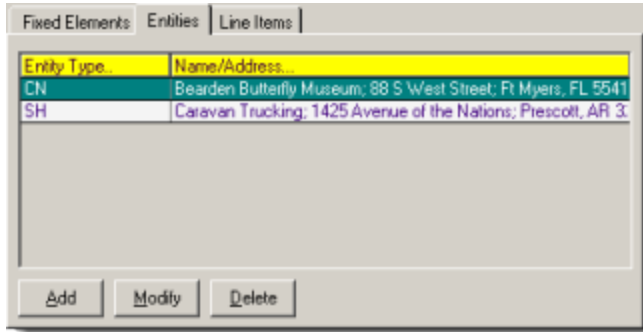 Fixed Elements Entities Line Items
Entity Type.. Name/Address...
CN Bearden Butterfly Museum; 88 S West Street; Ft Myers, FL 5541
SH Caravan Trucking; 1425 Avenue of the Nations; Prescott, AR 3
Add Modify Delete